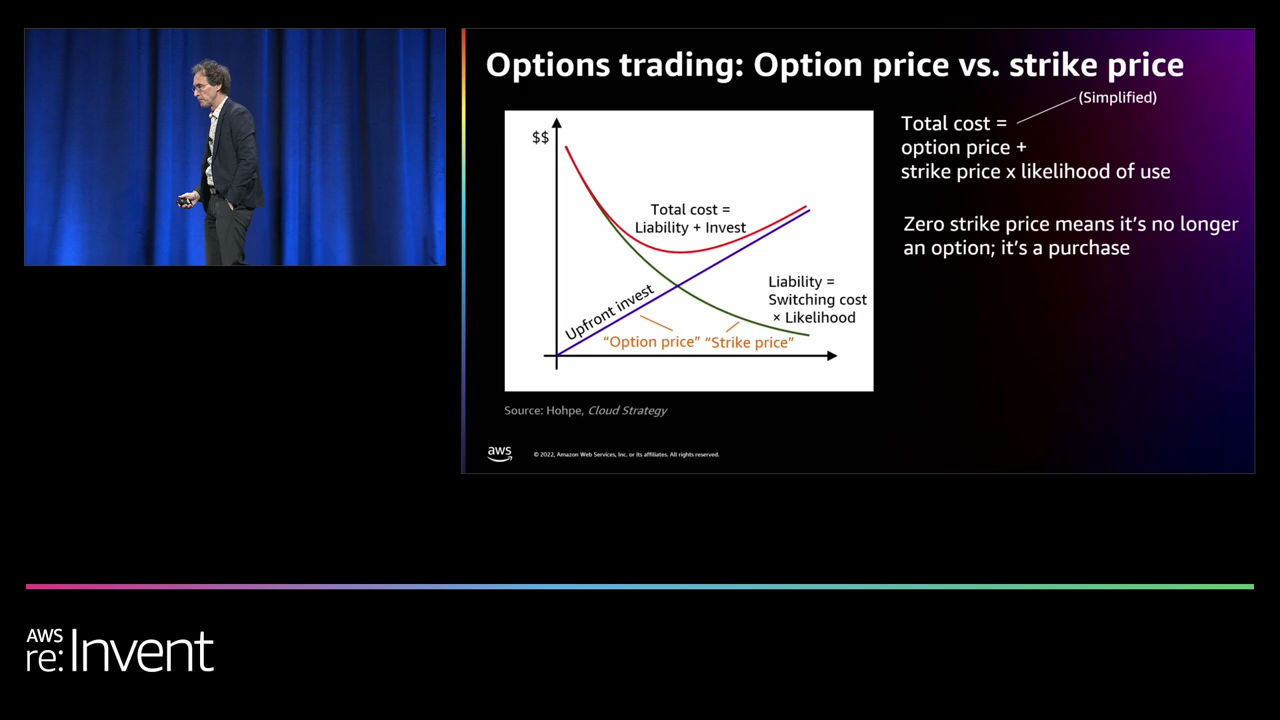 Options trading: Option price vs. strike price
(Simplified)
Total cost =
option price +
strike price x likelihood of use
Zero strike price means it’s no longer
an option; it’s a purchase
$$
Total cost =
Liability + Invest
Liability =
Switching cost
× Likelihood
Upfront invest
“Option price” “Strike price”
Source: Hohpe, Cloud Strategy
aws
© 2022, Amazon Web Services, Inc. or its affiliates. All rights reserved.
AWS
re:Invent